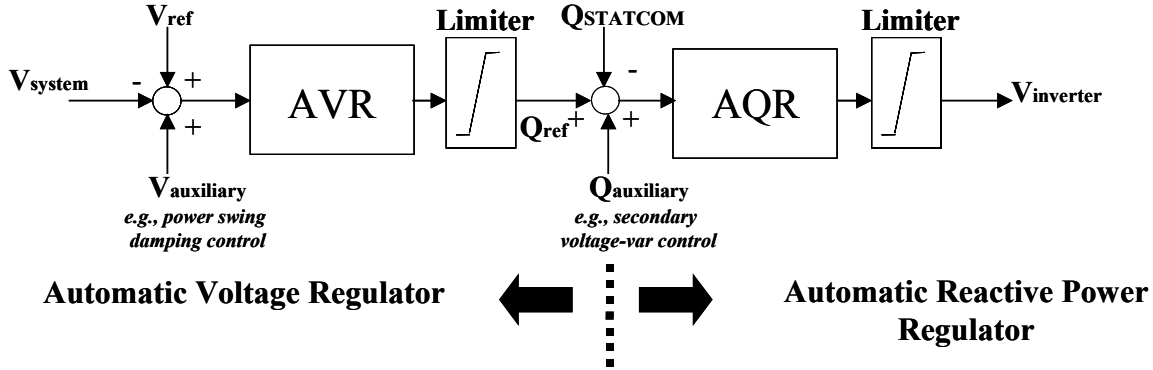 Vref
Limiter
QSTATCOM
Limiter
Vsystem
-
+
-
AVR
AQR
Vinverter
+
Qref
+
+
Vauxiliary
Qauxiliary
e.g., power swing
damping control
e.g., secondary
voltage-var control
Automatic Voltage Regulator
Automatic Reactive Power
Regulator